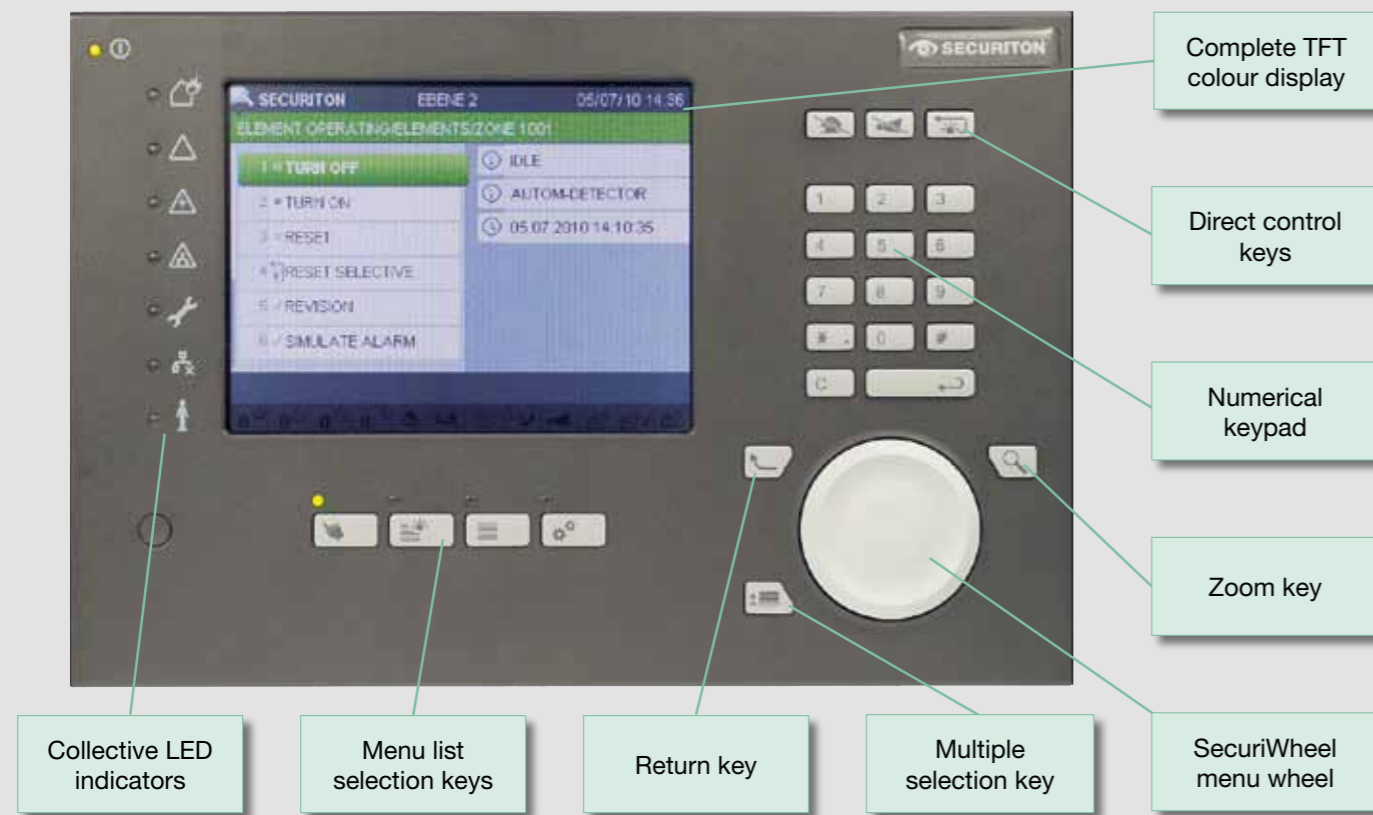 SECURITON
Complete TFT
colour display
SECURITON EBENE 2 05/07/10 14:36
ELEMENT OPERATING/ELEMENTS/ZONE 1001
1 TURN OFF
IDLE
2 TURN ON
AUTOM-DETECTOR
3 RESET
05.07.2010 14:10:35
4 RESET SELECTIVE
5 REVISION
6 SIMULATE ALARM
1 2 3
4 5 6
7 8 9
* 0 #
C
Direct control
keys
Numerical
keypad
Zoom key
Collective LED
indicators
Menu list
selection keys
Return key
Multiple
selection key
SecuriWheel
menu wheel